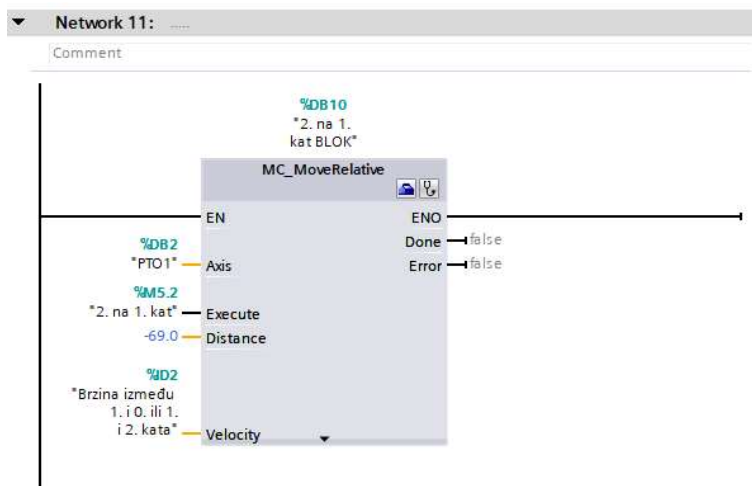 Network 11: .....
Comment
%DB10
"2. na 1.
kat BLOK"
MC_MoveRelative
EN
ENO
%DB2
"PTO1"
Axis
Done
false
Error
false
%M5.2
"2. na 1. kat"
Execute
-69.0
Distance
%ID2
"Brzina između
1. i 0. ili 1.
i 2. kata"
Velocity